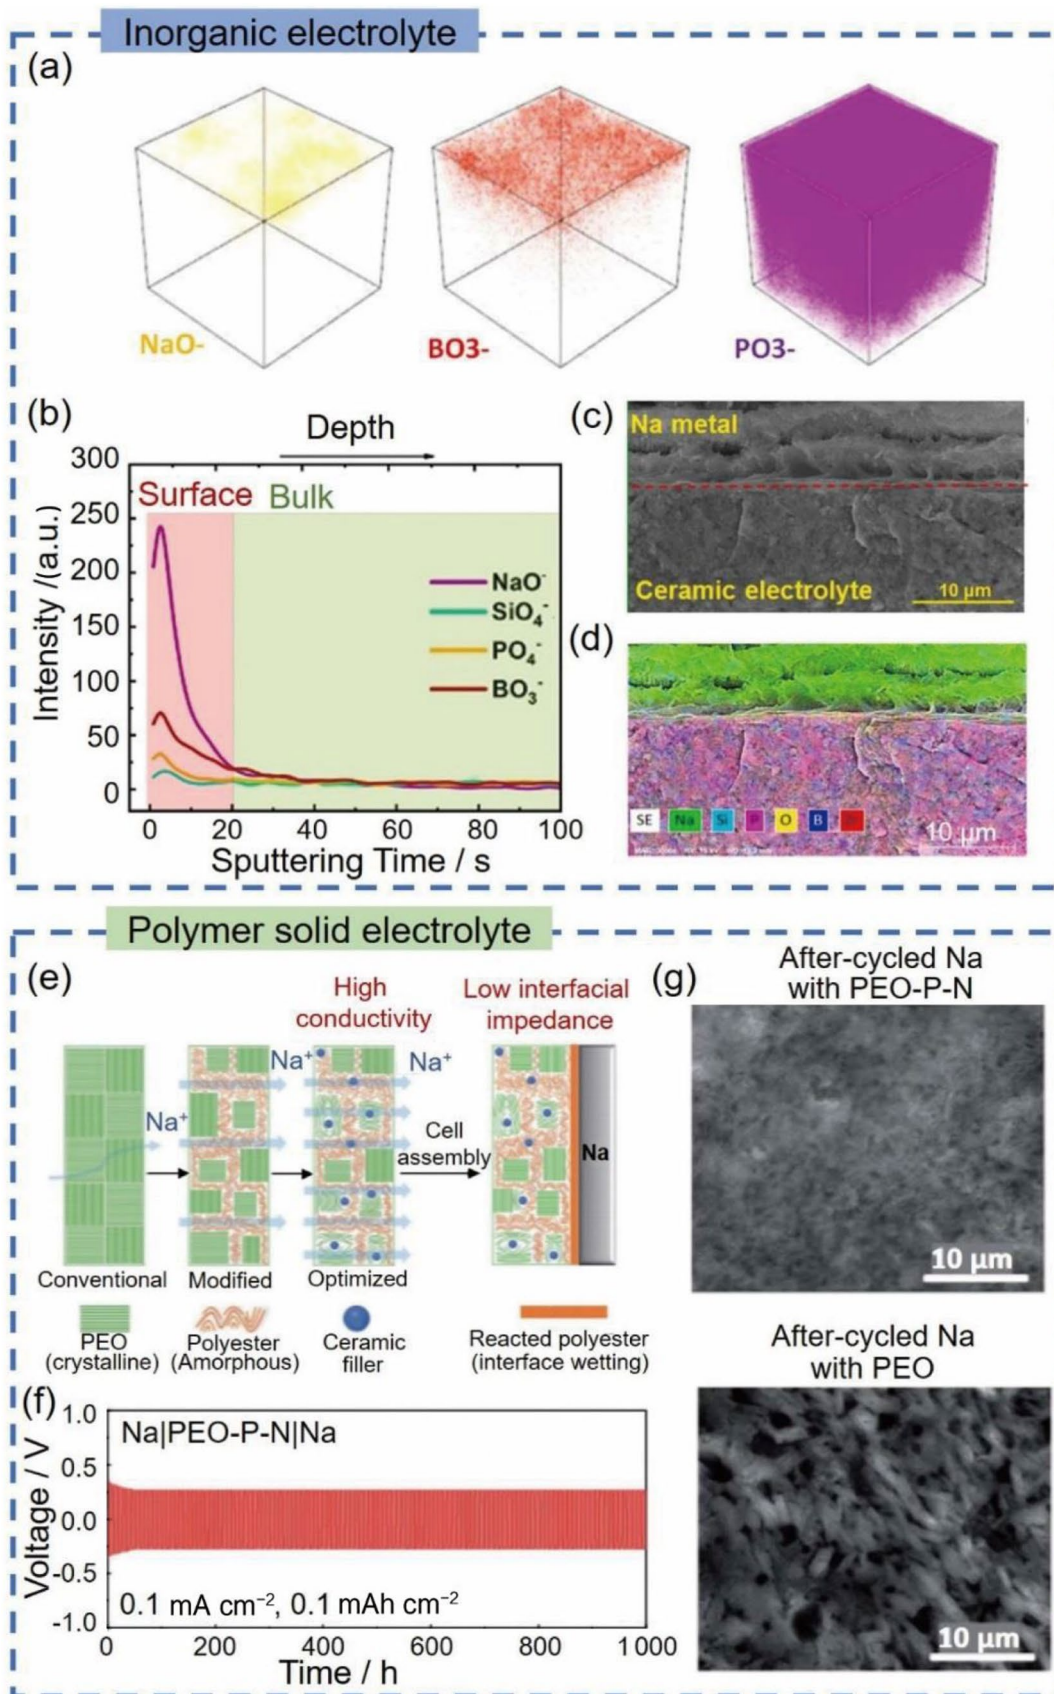 Inorganic electrolyte
(a)
NaO-
BO3-
PO3-
(b)
Depth
300
250
200
150
100
50
0
Intensity /(a.u.)
Surface
Bulk
NaO⁻
SiO₄⁻
PO₄⁻
BO₃⁻
0 20 40 60 80 100
Sputtering Time / s
(c)
Na metal
Ceramic electrolyte
10 µm
(d)
SE Na Si P O B
10 µm
Polymer solid electrolyte
(e)
High
conductivity
Low interfacial
impedance
Na⁺
Na⁺
Na⁺
Cell
assembly
Na
Conventional
Modified
Optimized
PEO
(crystalline)
Polyester
(Amorphous)
Ceramic
filler
Reacted polyester
(interface wetting)
(f)
1.0
0.5
0.0
-0.5
-1.0
Voltage / V
Na|PEO-P-N|Na
0.1 mA cm⁻², 0.1 mAh cm⁻²
0 200 400 600 800 1000
Time / h
(g)
After-cycled Na
with PEO-P-N
10 µm
After-cycled Na
with PEO
10 µm